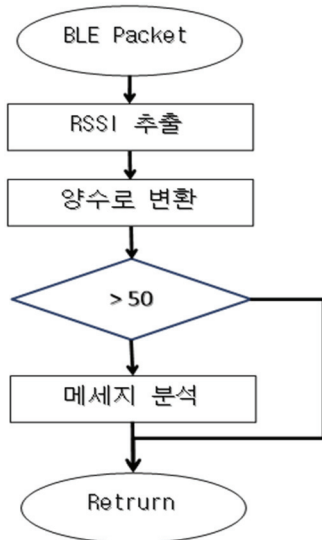 BLE Packet
RSSI 추출
양수로 변환
> 50
메세지 분석
Retrurn